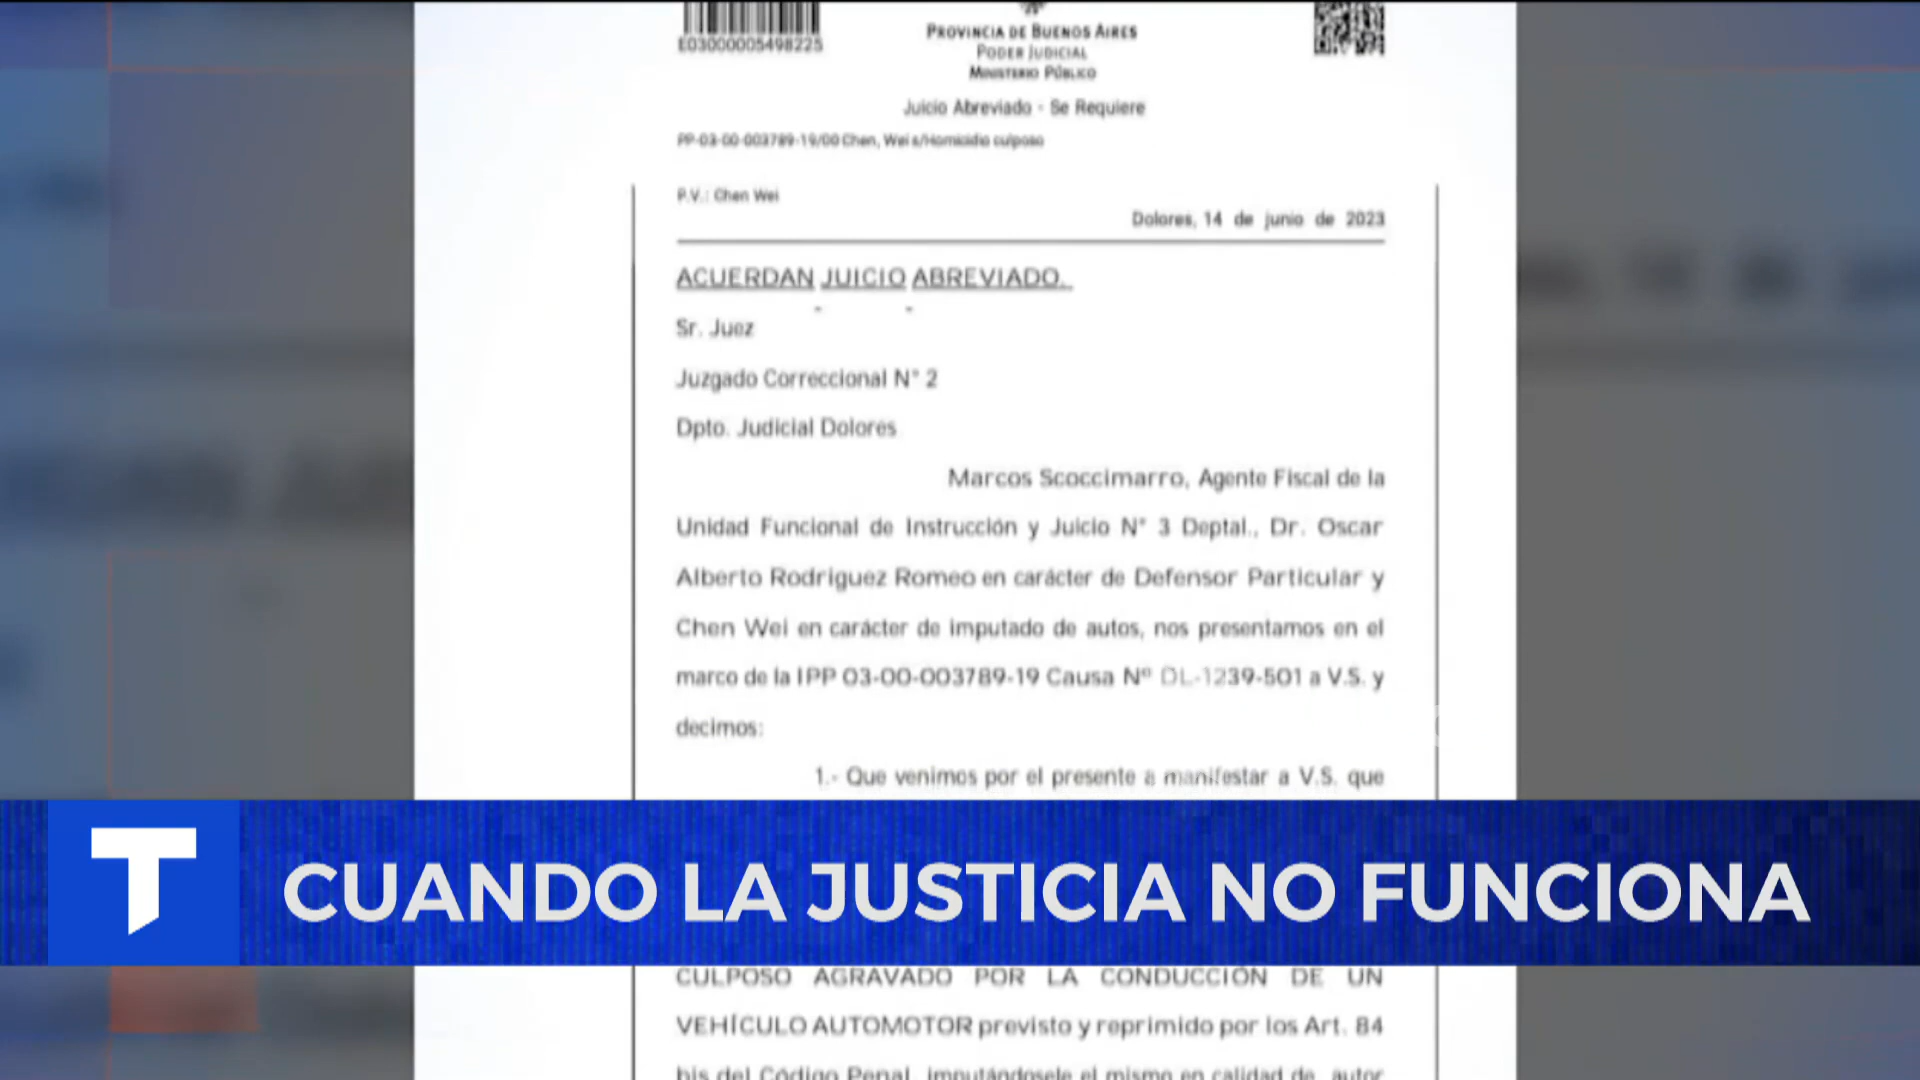 E03000005498225
PROVINCIA DE BUENOS AIRES
PODER JUDICIAL
MINISTERIO PÚBLICO
Juicio Abreviado - Se Requiere
PP-03-00-003789-19/00 Chen, Wei s/Homicidio culposo
P.V.: Chen Wei
Dolores, 14 de junio de 2023
ACUERDAN JUICIO ABREVIADO.
Sr. Juez
Juzgado Correccional N° 2
Dpto. Judicial Dolores
Marcos Scoccimarro, Agente Fiscal de la
Unidad Funcional de Instrucción y Juicio N° 3 Deptal., Dr. Oscar
Alberto Rodriguez Romeo en carácter de Defensor Particular y
Chen Wei en carácter de imputado de autos, nos presentamos en el
marco de la IPP 03-00-003789-19 Causa Nº DL-1239-501 a V.S. y
decimos:
1.- Que venimos por el presente a manifestar a V.S. que
T CUANDO LA JUSTICIA NO FUNCIONA
CULPOSO AGRAVADO POR LA CONDUCCIÓN DE UN
VEHÍCULO AUTOMOTOR previsto y reprimido por los Art. 84
bis del Código Penal, imputándosele el mismo en calidad de autor